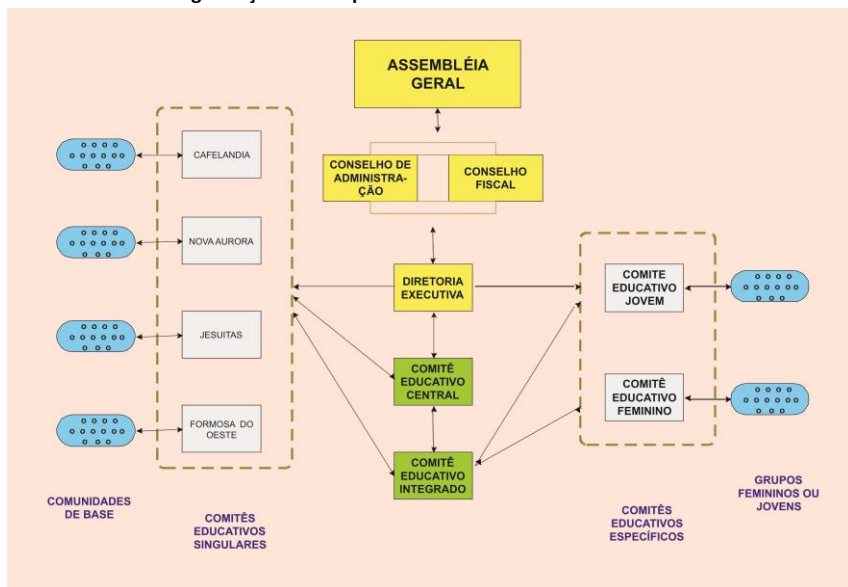 ASSEMBLÉIA
GERAL
CONSELHO DE
ADMINISTRA-
ÇÃO
CONSELHO
FISCAL
CAFELANDIA
NOVA AURORA
JESUITAS
FORMOSA DO
OESTE
DIRETORIA
EXECUTIVA
COMITÊ
EDUCATIVO
CENTRAL
COMITÊ
EDUCATIVO
INTEGRADO
COMITE
EDUCATIVO
JOVEM
COMITÊ
EDUCATIVO
FEMININO
COMUNIDADES
DE BASE
COMITÊS
EDUCATIVOS
SINGULARES
COMITÊS
EDUCATIVOS
ESPECÍFICOS
GRUPOS
FEMININOS OU
JOVENS